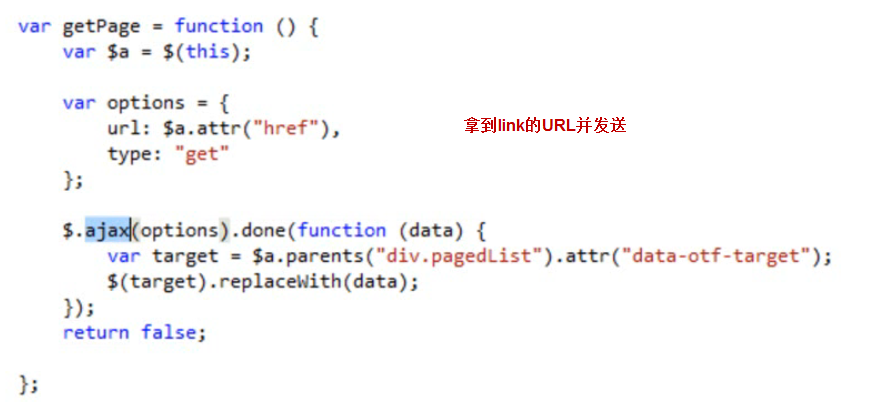 var getPage = function () {
var $a = $(this);
var options = {
url: $a.attr("href"),
拿到link的URL并发送
type: "get"
};
$.ajax(options).done(function (data) {
var target = $a.parents("div.pagedList").attr("data-otf-target");
$(target).replaceWith(data);
});
return false;
};